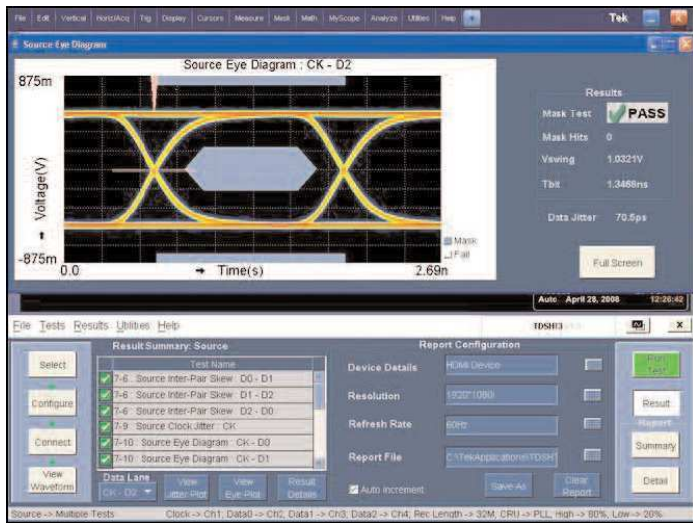 File Edit Vertical Horiz/Acq Trig Display Cursors Measure Mask Math MyScope Analyze Utilities Help Tek
Source Eye Diagram
Source Eye Diagram : CK - D2
875m
Voltage(V)
-875m
0.0
Time(s)
2.69n
Mask
Fail
Results
Mask Test PASS
Mask Hits 0
Vswing 1.0321V
Tbit 1.3468ns
Data Jitter 70.5ps
Full Screen
Auto April 28, 2008 12:26:42
File Tests Results Utilities Help TDSHT3 X
Select
Configure
Connect
View Waveform
Result Summary: Source
Test Name
7-6 : Source Inter-Pair Skew : D0 - D1
7-6 : Source Inter-Pair Skew : D1 - D2
7-6 : Source Inter-Pair Skew : D2 - D0
7-9 : Source Clock Jitter : CK
7-10 : Source Eye Diagram : CK - D0
7-10 : Source Eye Diagram : CK - D1
Data Lane
CK - D2
View Jitter Plot
View Eye Plot
Result Details
Report Configuration
Device Details HDMI Device
Resolution 1920*1080i
Refresh Rate 60Hz
Report File C:\TekApplications\TDSHT
Auto Increment
Save As
Clear Report
Run Test
Result
Report
Summary
Detail
Source -> Multiple Tests Clock -> Ch1, Data0 -> Ch2, Data1 -> Ch3, Data2 -> Ch4, Rec Length -> 32M, CRU -> PLL, High -> 80%, Low -> 20%